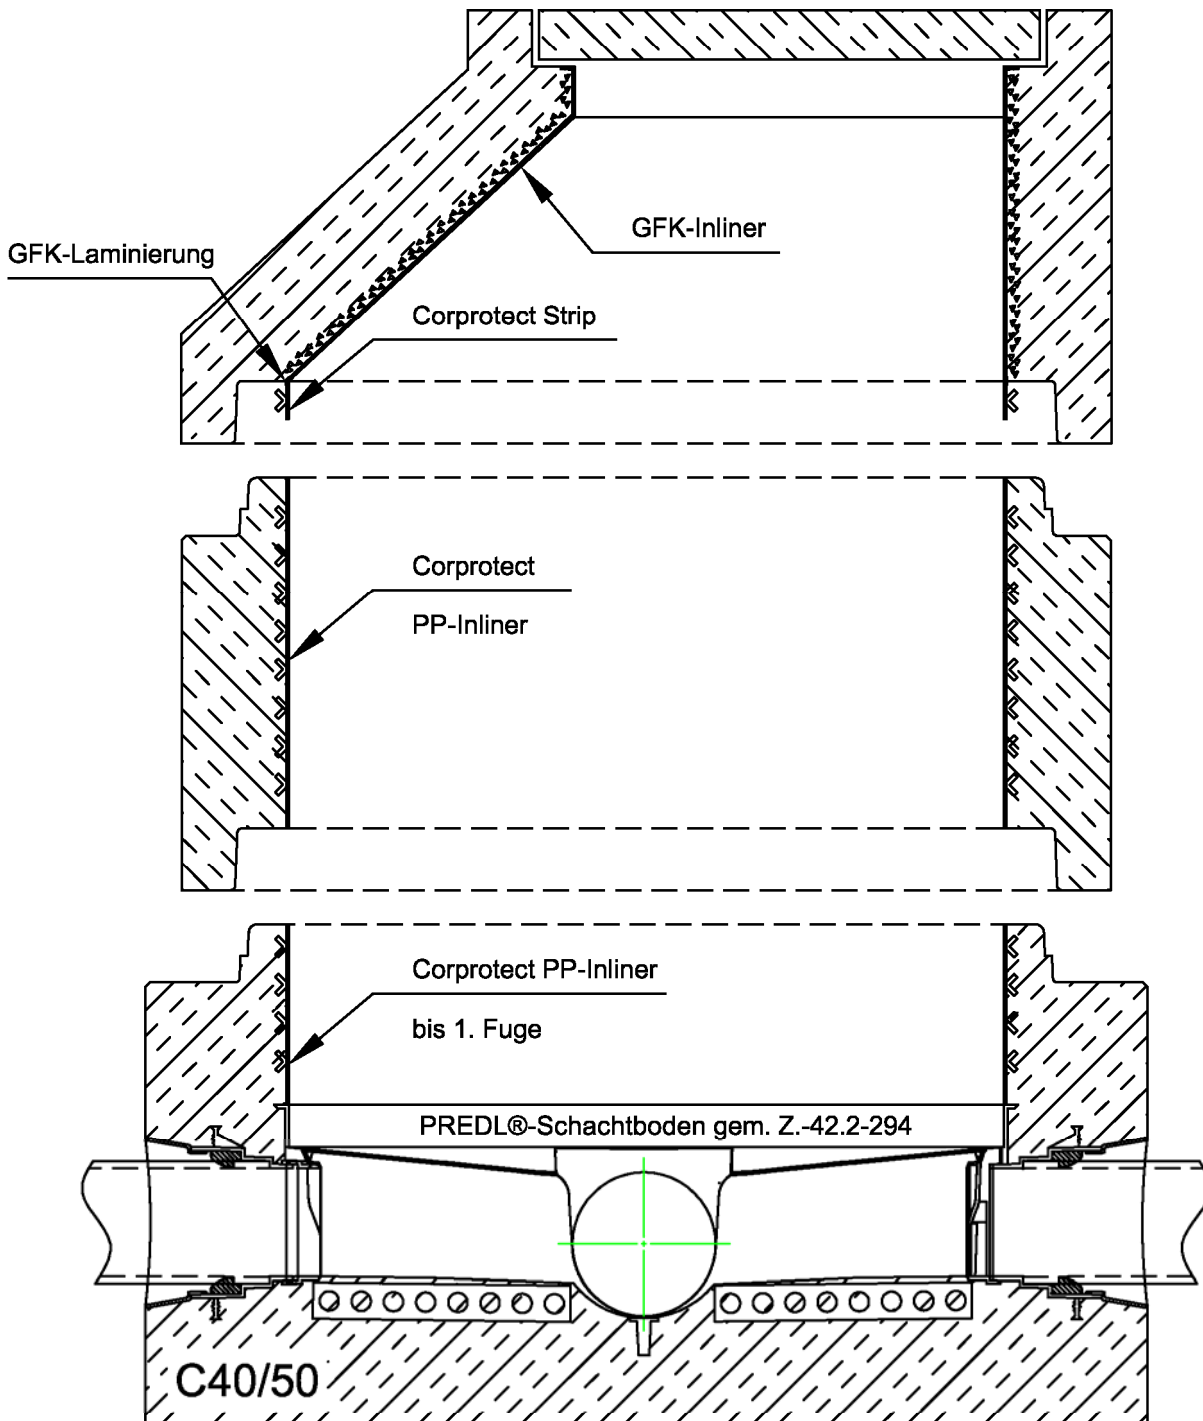 GFK-Inliner
GFK-Laminierung
Corprotect Strip
Corprotect
PP-Inliner
Corprotect PP-Inliner
bis 1. Fuge
PREDL®-Schachtboden gem. Z.-42.2-294
C40/50